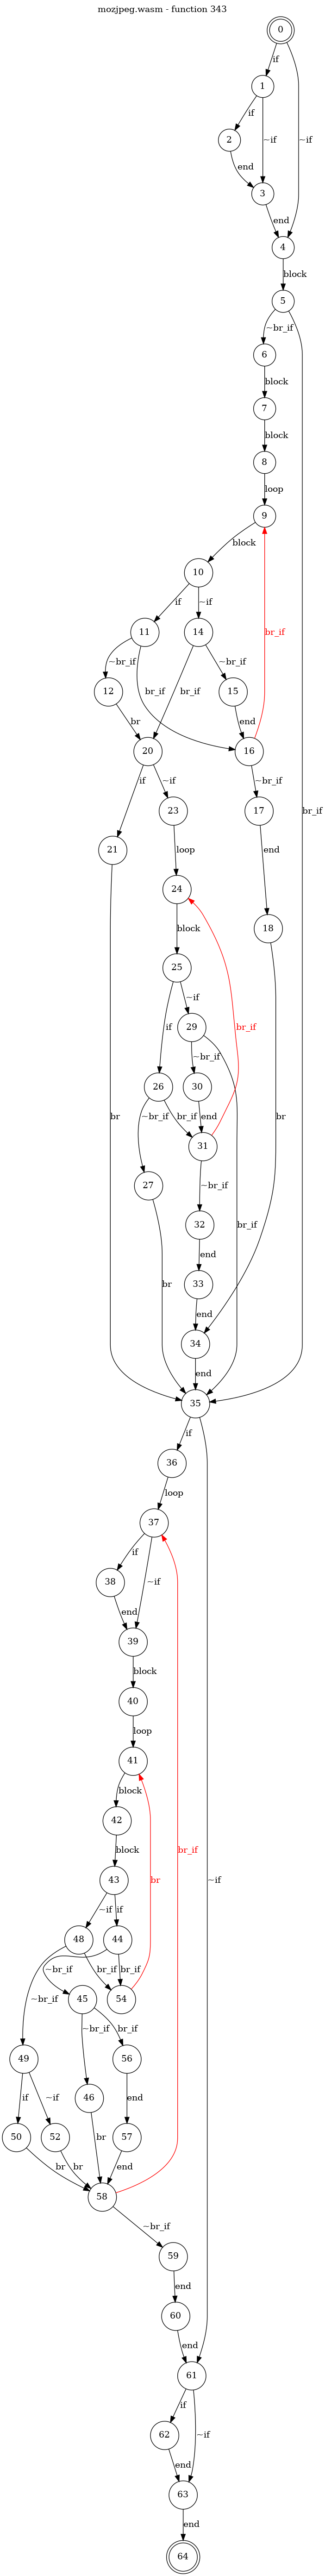 mozjpeg.wasm - function 343
0
if
1
if
~if
~if
2
end
3
end
4
block
5
~br_if
6
block
7
block
8
loop
9
block
10
if
~if
br_if
11
14
~br_if
br_if
br_if
~br_if
12
15
br
end
20
16
if
~if
~br_if
21
23
17
br_if
loop
end
24
18
block
25
if
~if
br_if
26
29
~br_if
br_if
~br_if
27
30
end
31
br
br
br_if
br
~br_if
32
end
33
end
34
end
35
if
36
loop
37
if
~if
38
end
39
block
40
loop
41
block
42
block
br_if
br
~if
43
~if
if
48
44
~br_if
br_if
br_if
~br_if
45
54
49
~br_if
br_if
if
~if
46
56
50
52
br
end
57
br
br
end
58
~br_if
59
end
60
end
61
if
~if
62
end
63
end
64